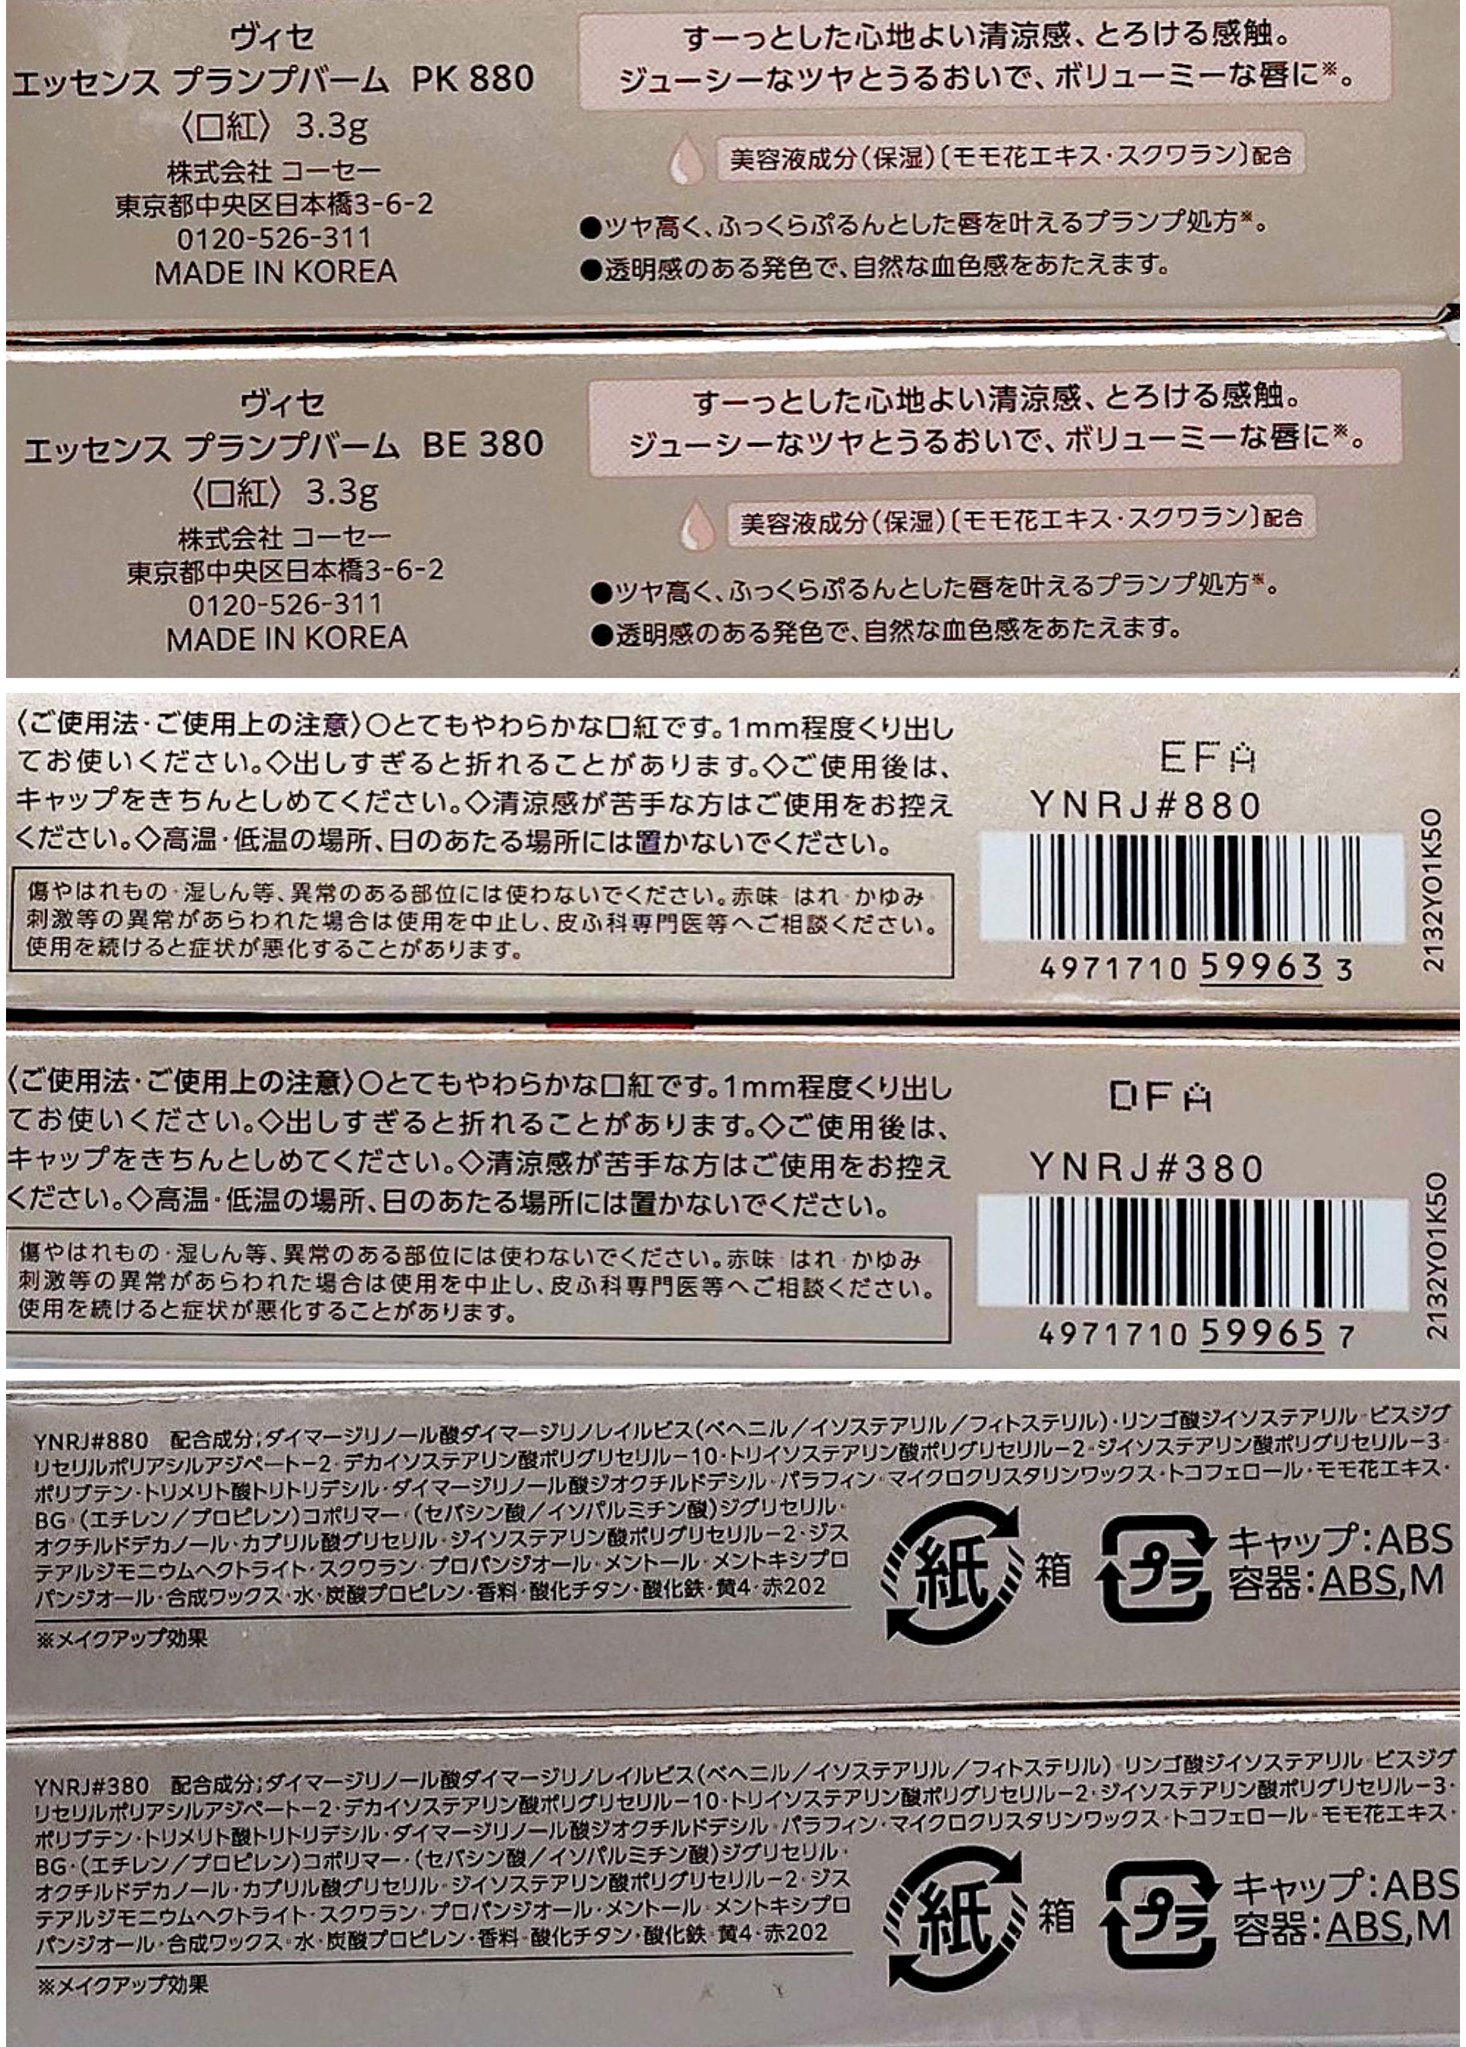 ヴィセ
エッセンス プランプバーム PK 880
〈口紅〉 3.3g
株式会社 コーセー
東京都中央区日本橋3-6-2
0120-526-311
MADE IN KOREA
すーっとした心地よい清涼感、とろける感触。
ジューシーなツヤとうるおいで、ボリューミーな唇に※。
美容液成分(保湿)〔モモ花エキス・スクワラン〕配合
●ツヤ高く、ふっくらぷるんとした唇を叶えるプランプ処方※。
●透明感のある発色で、自然な血色感をあたえます。
ヴィセ
エッセンス プランプバーム BE 380
〈口紅〉 3.3g
株式会社 コーセー
東京都中央区日本橋3-6-2
0120-526-311
MADE IN KOREA
すーっとした心地よい清涼感、とろける感触。
ジューシーなツヤとうるおいで、ボリューミーな唇に※。
美容液成分(保湿)〔モモ花エキス・スクワラン〕配合
●ツヤ高く、ふっくらぷるんとした唇を叶えるプランプ処方※。
●透明感のある発色で、自然な血色感をあたえます。
〈ご使用法・ご使用上の注意〉○とてもやわらかな口紅です。1mm程度くり出し
てお使いください。◇出しすぎると折れることがあります。◇ご使用後は、
キャップをきちんとしめてください。◇清涼感が苦手な方はご使用をお控え
ください。◇高温・低温の場所、日のあたる場所には置かないでください。
傷やはれもの・湿しん等、異常のある部位には使わないでください。赤味・はれ・かゆみ・
刺激等の異常があらわれた場合は使用を中止し、皮ふ科専門医等へご相談ください。
使用を続けると症状が悪化することがあります。
EFA
YNRJ#880
4971710 59963 3
2132YO1K5O
〈ご使用法・ご使用上の注意〉○とてもやわらかな口紅です。1mm程度くり出し
てお使いください。◇出しすぎると折れることがあります。◇ご使用後は、
キャップをきちんとしめてください。◇清涼感が苦手な方はご使用をお控え
ください。◇高温・低温の場所、日のあたる場所には置かないでください。
傷やはれもの・湿しん等、異常のある部位には使わないでください。赤味・はれ・かゆみ・
刺激等の異常があらわれた場合は使用を中止し、皮ふ科専門医等へご相談ください。
使用を続けると症状が悪化することがあります。
DFA
YNRJ#380
4971710 59965 7
2132YO1K5O
YNRJ#880 配合成分;ダイマージリノール酸ダイマージリノレイルビス(ベヘニル/イソステアリル/フィトステリル)・リンゴ酸ジイソステアリル・ビスジグ
リセリルポリアシルアジペート-2・デカイソステアリン酸ポリグリセリル-10・トリイソステアリン酸ポリグリセリル-2・ジイソステアリン酸ポリグリセリル-3・
ポリブテン・トリメリト酸トリトリデシル・ダイマージリノール酸ジオクチルドデシル・パラフィン・マイクロクリスタリンワックス・トコフェロール・モモ花エキス・
BG・(エチレン/プロピレン)コポリマー・(セバシン酸/イソパルミチン酸)ジグリセリル・
オクチルドデカノール・カプリル酸グリセリル・ジイソステアリン酸ポリグリセリル-2・ジス
テアルジモニウムヘクトライト・スクワラン・プロパンジオール・メントール・メントキシプロ
パンジオール・合成ワックス・水・炭酸プロピレン・香料・酸化チタン・酸化鉄・黄4・赤202
※メイクアップ効果
紙 箱
プラ キャップ:ABS
容器:ABS,M
YNRJ#380 配合成分;ダイマージリノール酸ダイマージリノレイルビス(ベヘニル/イソステアリル/フィトステリル)・リンゴ酸ジイソステアリル・ビスジグ
リセリルポリアシルアジペート-2・デカイソステアリン酸ポリグリセリル-10・トリイソステアリン酸ポリグリセリル-2・ジイソステアリン酸ポリグリセリル-3・
ポリブテン・トリメリト酸トリトリデシル・ダイマージリノール酸ジオクチルドデシル・パラフィン・マイクロクリスタリンワックス・トコフェロール・モモ花エキス・
BG・(エチレン/プロピレン)コポリマー・(セバシン酸/イソパルミチン酸)ジグリセリル・
オクチルドデカノール・カプリル酸グリセリル・ジイソステアリン酸ポリグリセリル-2・ジス
テアルジモニウムヘクトライト・スクワラン・プロパンジオール・メントール・メントキシプロ
パンジオール・合成ワックス・水・炭酸プロピレン・香料・酸化チタン・酸化鉄・黄4・赤202
※メイクアップ効果
紙 箱
プラ キャップ:ABS
容器:ABS,M